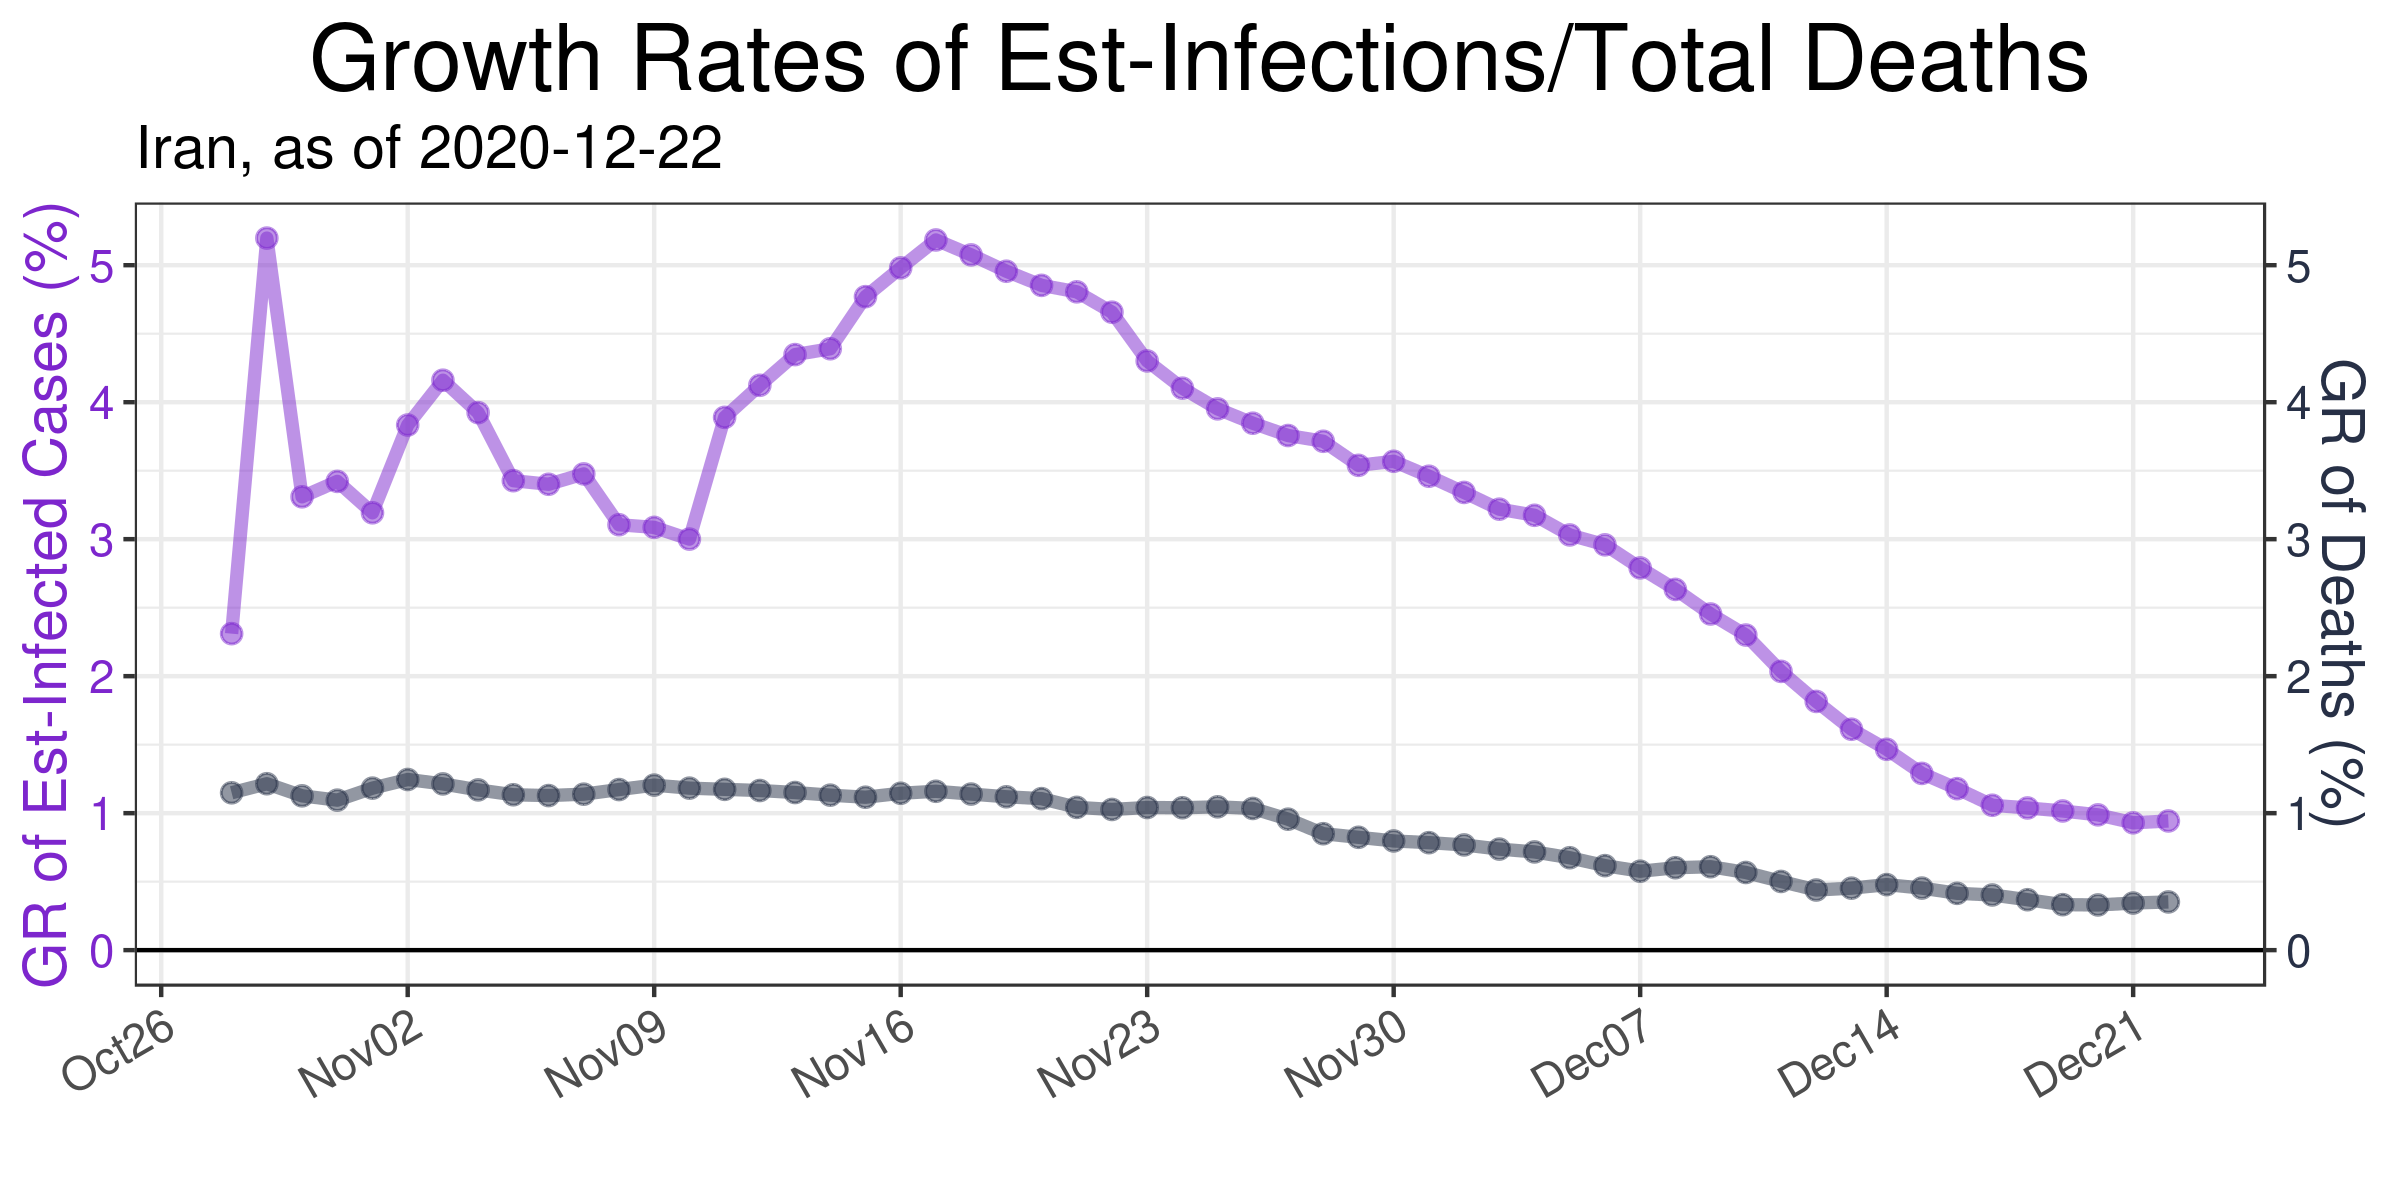 Growth Rates of Est-Infections/Total Deaths
Iran, as of 2020-12-22
GR of Est-Infected Cases (%)
5
4
3
2
1
0
5
4
3
2
1
0
GR of Deaths (%)
Oct26
Nov02
Nov09
Nov16
Nov23
Nov30
Dec07
Dec14
Dec21